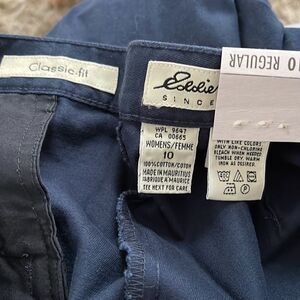 Classic fit
Eddie
SINCE
10 REGULAR
WPL 9647
CA 00665
WOMENS/FEMME
10
100% COTTON/COTON
MADE IN MAURITIUS
FABRIQUE A MAURICE
SEE NEXT FOR CARE
WITH LIKE COLORS
ONLY NON-CHLORINE
BLEACH WHEN NEEDED
TUMBLE DRY. WARM
IRON AS DESIRED.